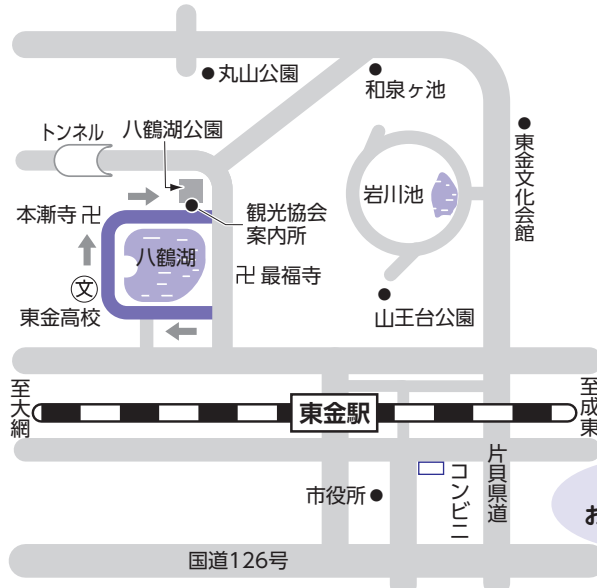 丸山公園
和泉ヶ池
トンネル
八鶴湖公園
東金文化会館
岩川池
本漸寺 卍
観光協会
案内所
八鶴湖
卍 最福寺
文
東金高校
山王台公園
至大網
東金駅
至成東
コンビニ
片貝県道
市役所
お
国道126号